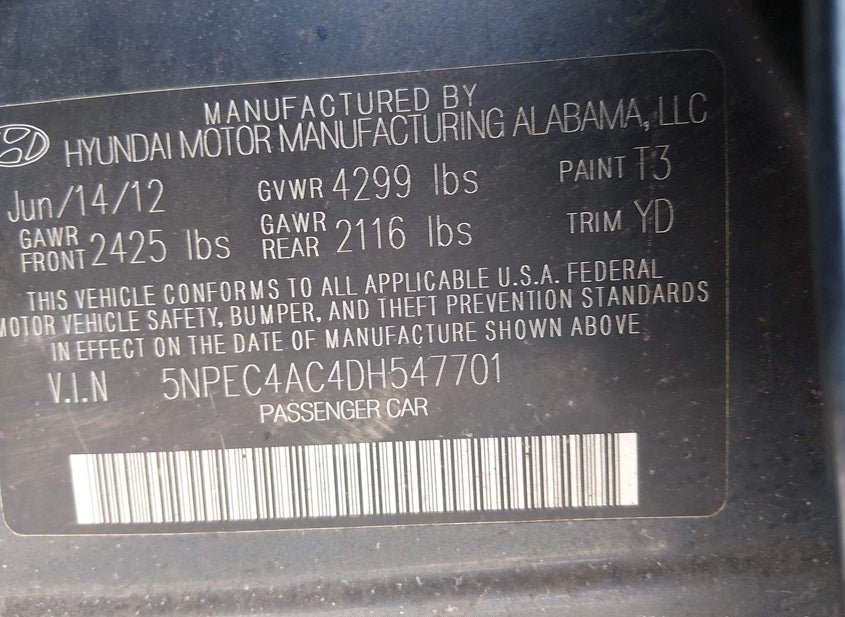 MANUFACTURED BY
HYUNDAI MOTOR MANUFACTURING ALABAMA, LLC
Jun/14/12 GVWR 4299 lbs PAINT T3
GAWR FRONT 2425 lbs GAWR REAR 2116 lbs TRIM YD
THIS VEHICLE CONFORMS TO ALL APPLICABLE U.S.A. FEDERAL
MOTOR VEHICLE SAFETY, BUMPER, AND THEFT PREVENTION STANDARDS
IN EFFECT ON THE DATE OF MANUFACTURE SHOWN ABOVE
V.I.N 5NPEC4AC4DH547701
PASSENGER CAR